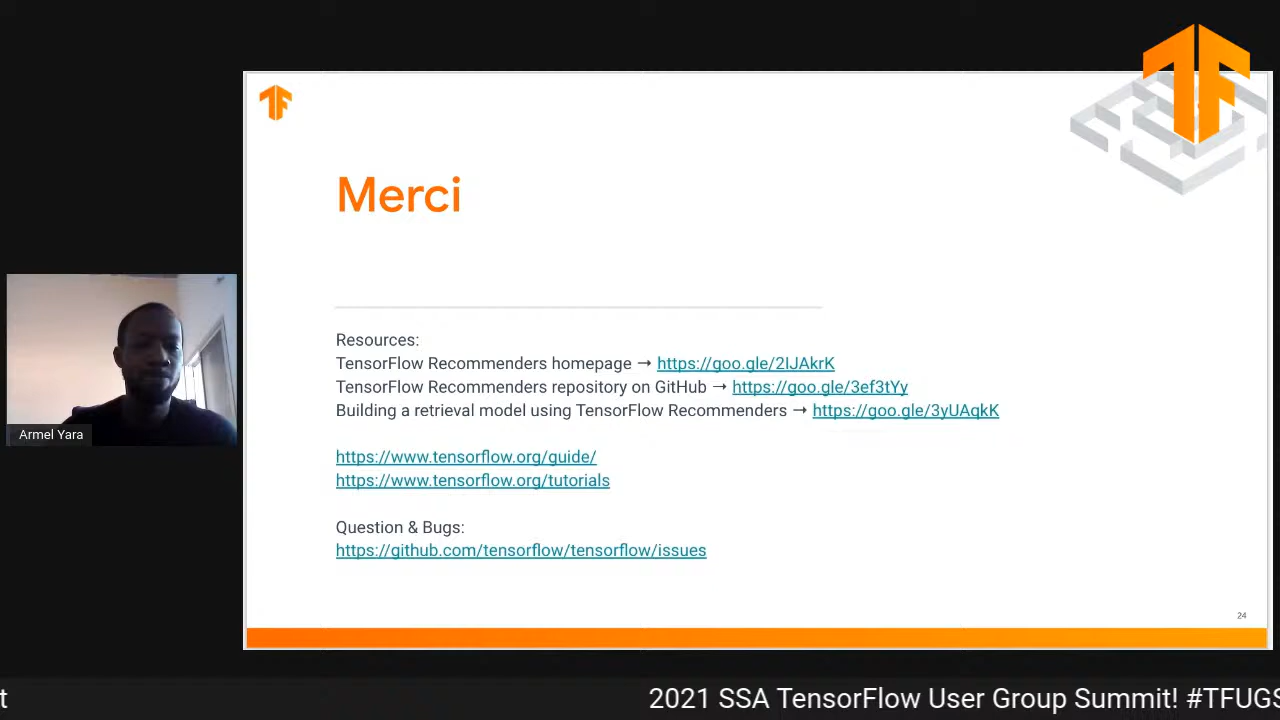 Merci
Resources:
TensorFlow Recommenders homepage → https://goo.gle/2IJAkrK
TensorFlow Recommenders repository on GitHub → https://goo.gle/3ef3tYy
Building a retrieval model using TensorFlow Recommenders → https://goo.gle/3yUAqkK
https://www.tensorflow.org/guide/
https://www.tensorflow.org/tutorials
Question & Bugs:
https://github.com/tensorflow/tensorflow/issues
24
Armel Yara
t 2021 SSA TensorFlow User Group Summit! #TFUGS